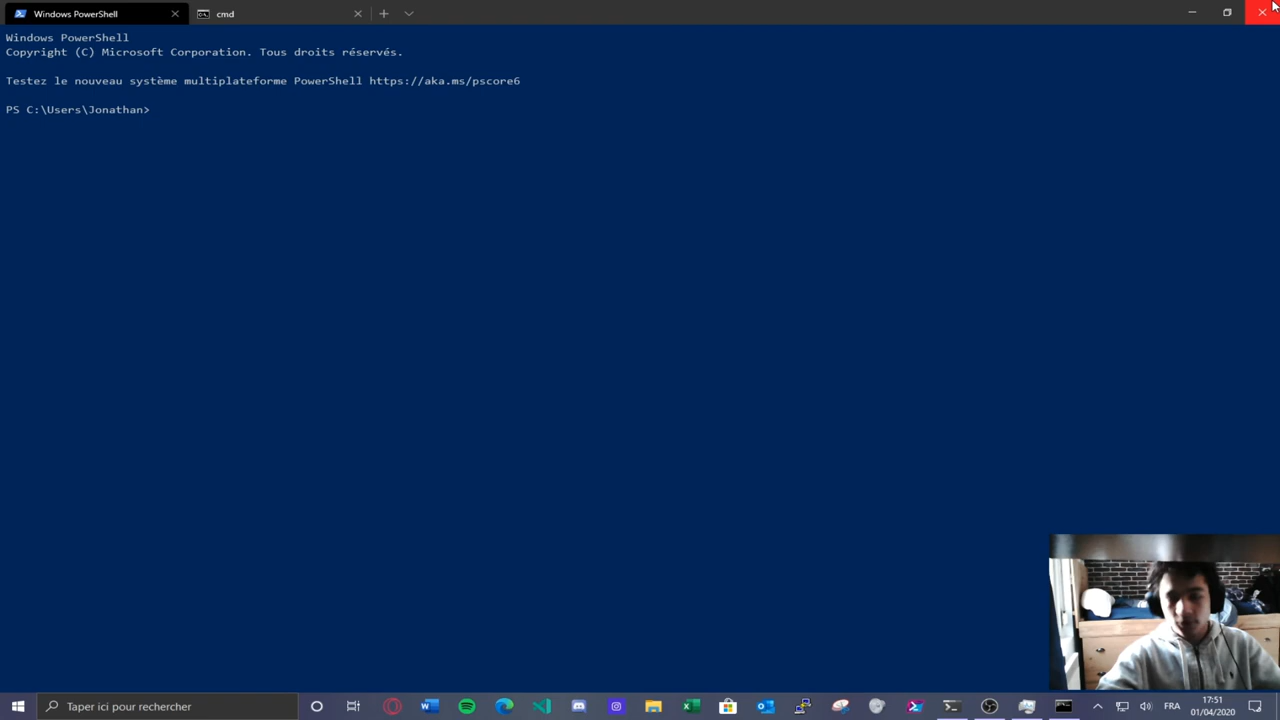 Windows PowerShell
cmd
Windows PowerShell
Copyright (C) Microsoft Corporation. Tous droits réservés.
Testez le nouveau système multiplateforme PowerShell https://aka.ms/pscore6
PS C:\Users\Jonathan>
Taper ici pour rechercher
FRA
17:51
01/04/2020